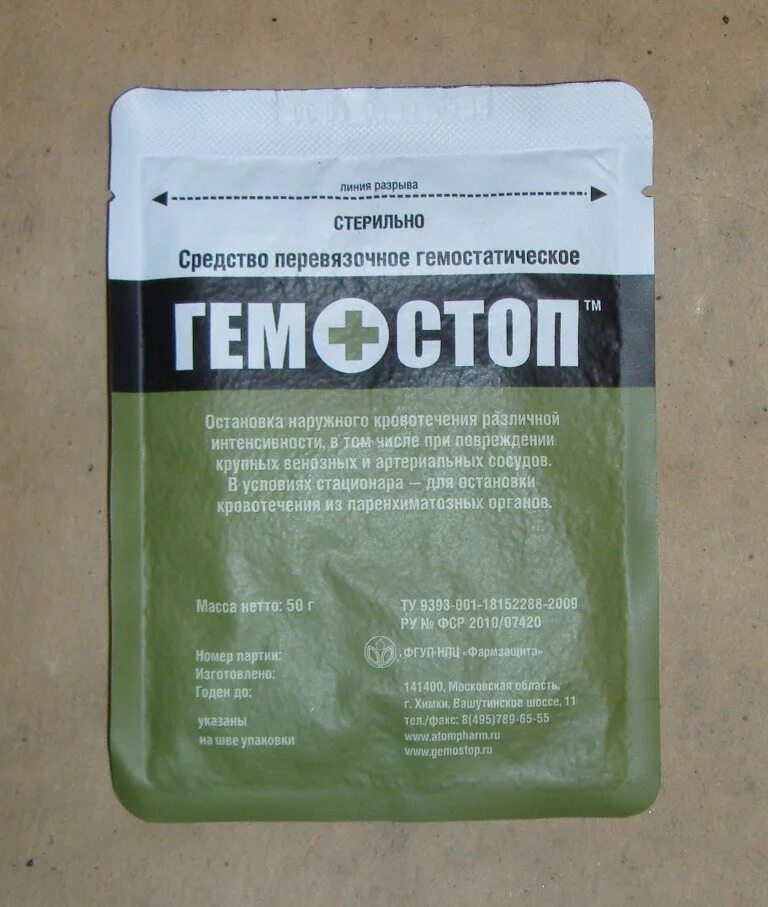 линия разрыва
СТЕРИЛЬНО
Средство перевязочное гемостатическое
ГЕМОСТОП™
Остановка наружного кровотечения различной
интенсивности, в том числе при повреждении
крупных венозных и артериальных сосудов.
В условиях стационара – для остановки
кровотечения из паренхиматозных органов.
Масса нетто: 50 г
ТУ 9393-001-18152288-2009
РУ № ФСР 2010/07420
Номер партии:
Изготовлено:
Годен до:
указаны
на шве упаковки
ФГУП НПЦ «Фармзащита»
141400, Московская область,
г. Химки, Вашутинское шоссе, 11
тел./факс: 8(495)789-65-55
www.atompharm.ru
www.gemostop.ru